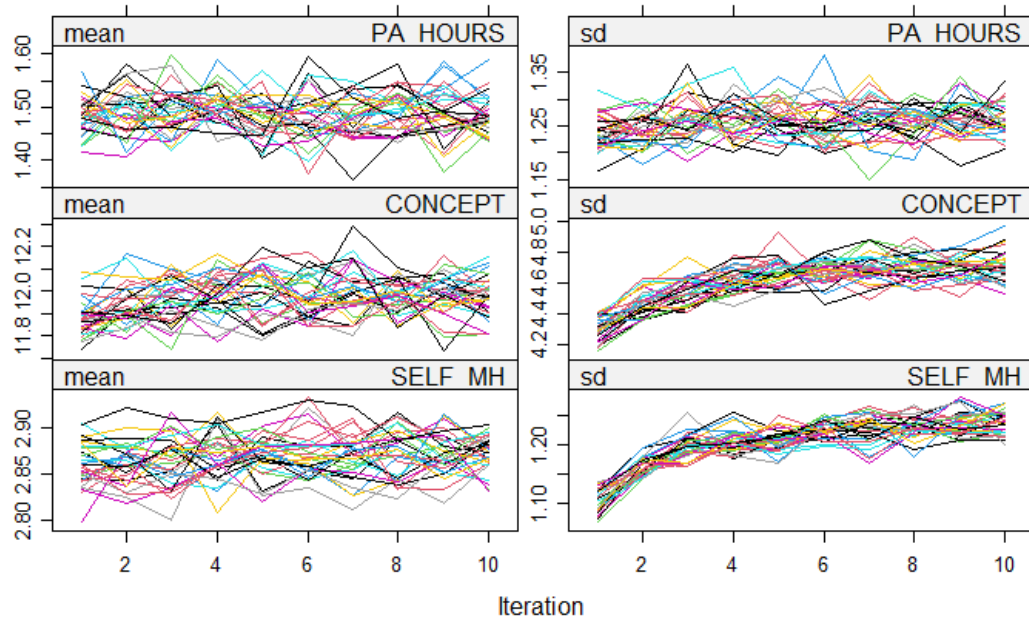 mean PA HOURS
sd PA HOURS
1.40 1.50 1.60
1.15 1.25 1.35
mean CONCEPT
sd CONCEPT
11.8 12.0 12.2
4.2 4.4 4.6 4.8 5.0
mean SELF MH
sd SELF MH
2.80 2.85 2.90
1.10 1.20
2 4 6 8 10
2 4 6 8 10
Iteration